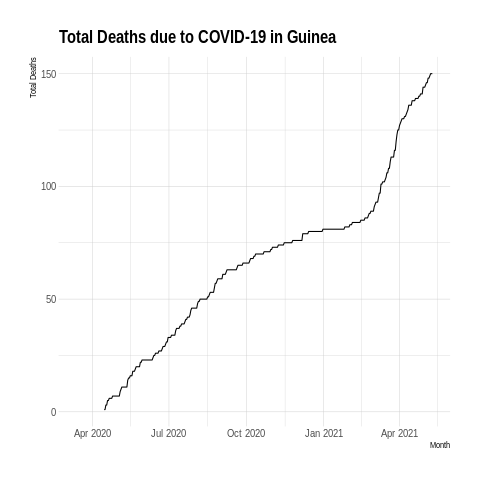 Total Deaths due to COVID-19 in Guinea
Total Deaths
150
100
50
0
Apr 2020 Jul 2020 Oct 2020 Jan 2021 Apr 2021
Month